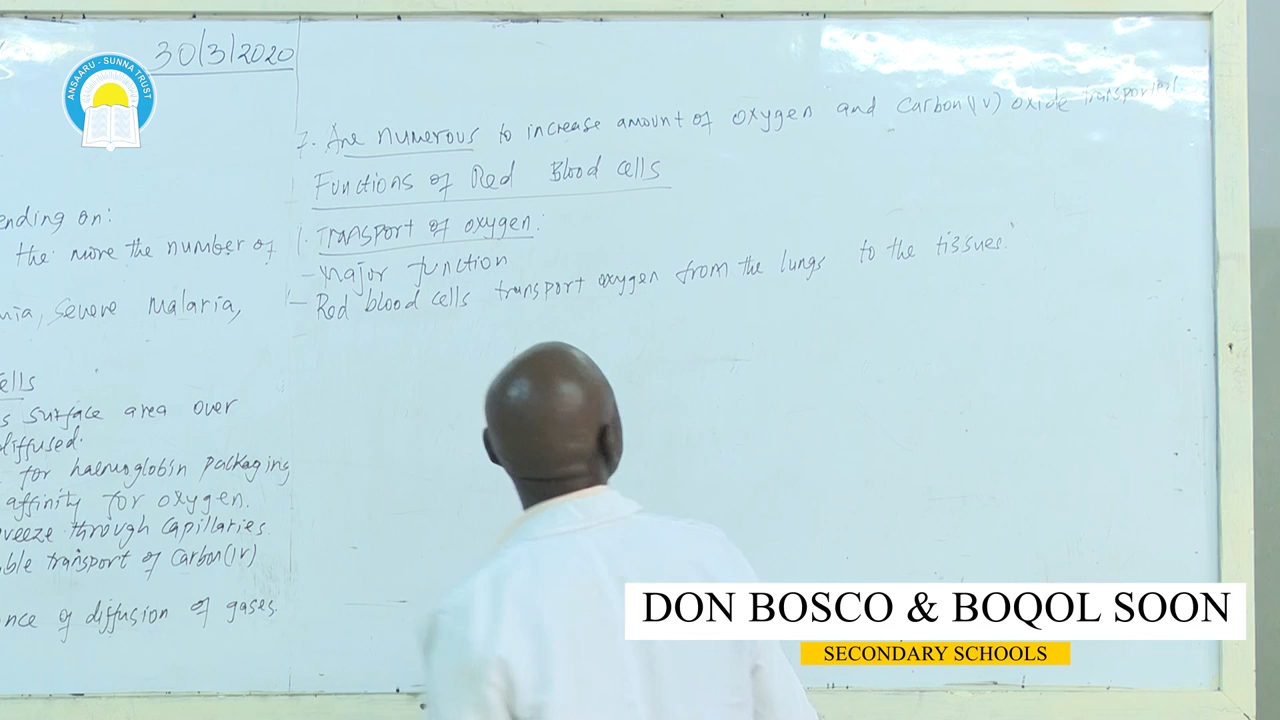 30/3/2020
ANSAARU - SUNNA TRUST
ending on:
the more the number of
nia, severe malaria,
ells
s surface area over
diffused.
for haemoglobin packaging
affinity for oxygen.
veeze through capillaries.
ble transport of Carbon(IV)
nce of diffusion of gases.
7. Are numerous to increase amount of oxygen and Carbon(IV) oxide transported.
Functions of Red Blood cells
1. Transport of oxygen:
- Major function
- Red blood cells transport oxygen from the lungs to the tissues.
DON BOSCO & BOQOL SOON
SECONDARY SCHOOLS